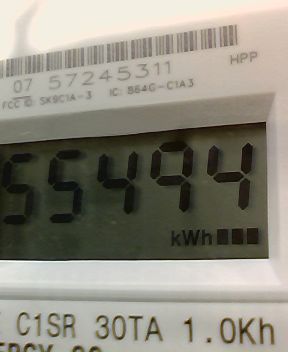 HPP
07 57245311
FCC ID: SK9C1A-3 IC: 864G-C1A3
55494
kWh
C1SR 30TA 1.0Kh